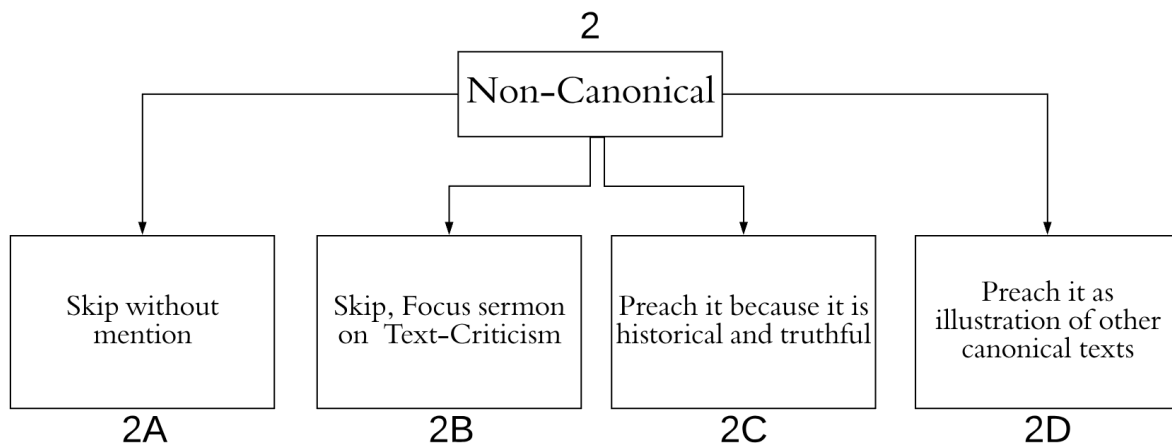 2
Non-Canonical
Skip without
mention
Skip, Focus sermon
on Text-Criticism
Preach it because it is
historical and truthful
Preach it as
illustration of other
canonical texts
2A
2B
2C
2D